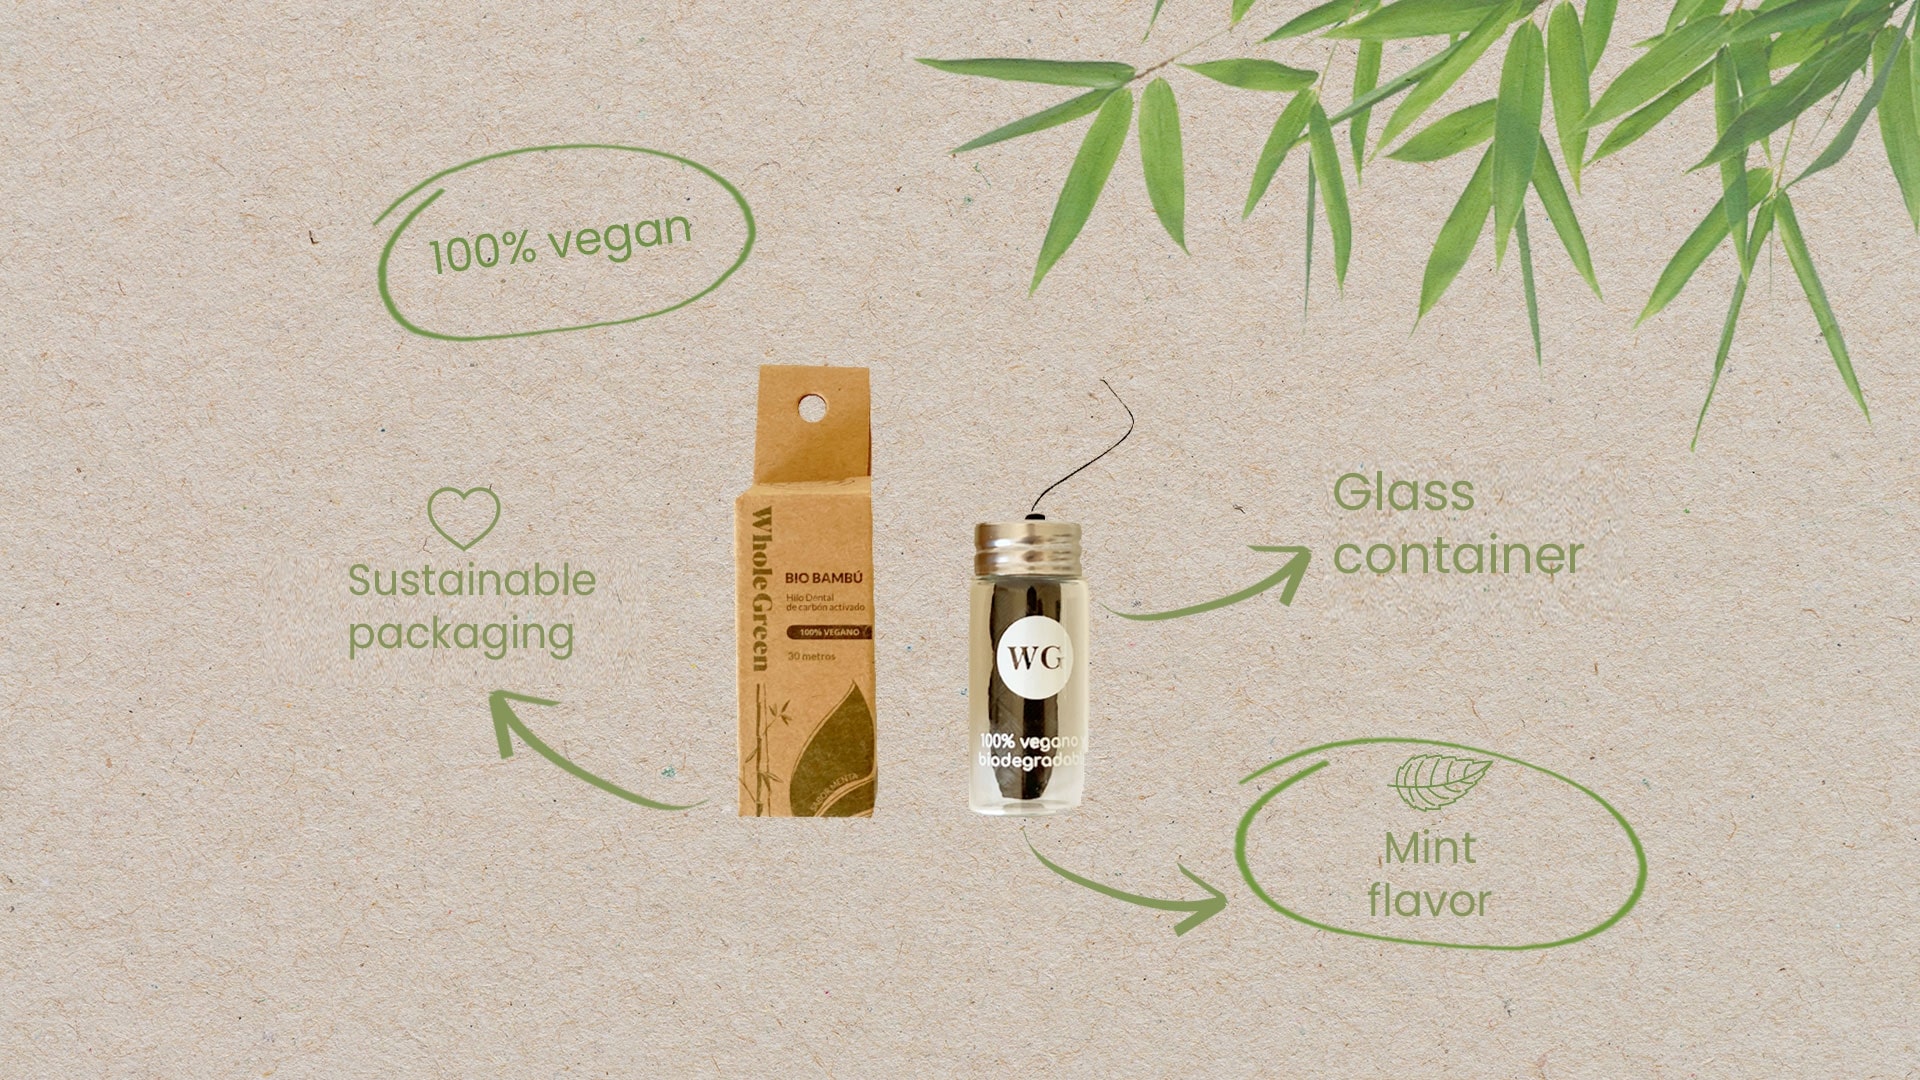 100% vegan
Sustainable
packaging
WholeGreen
BIO BAMBÚ
Hilo Dental
de carbón activado
100% VEGANO
30 metros
WG
100% vegano y
Glass
container
Mint
flavor